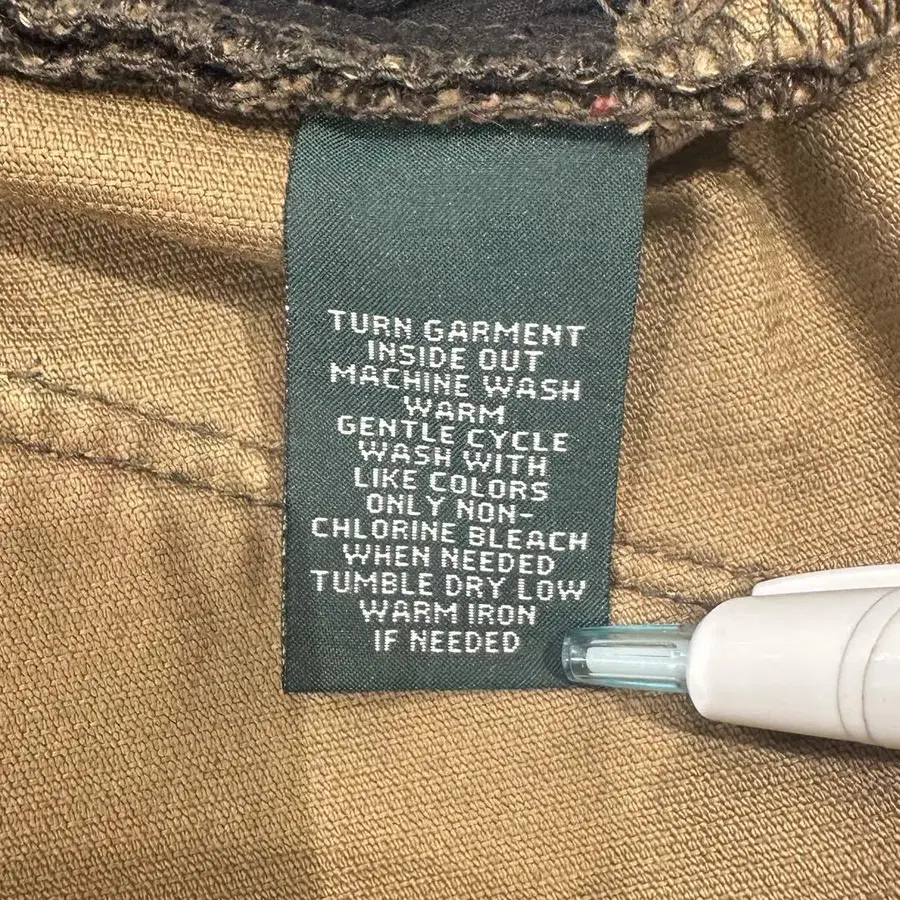 TURN GARMENT
INSIDE OUT
MACHINE WASH
WARM
GENTLE CYCLE
WASH WITH
LIKE COLORS
ONLY NON-
CHLORINE BLEACH
WHEN NEEDED
TUMBLE DRY LOW
WARM IRON
IF NEEDED